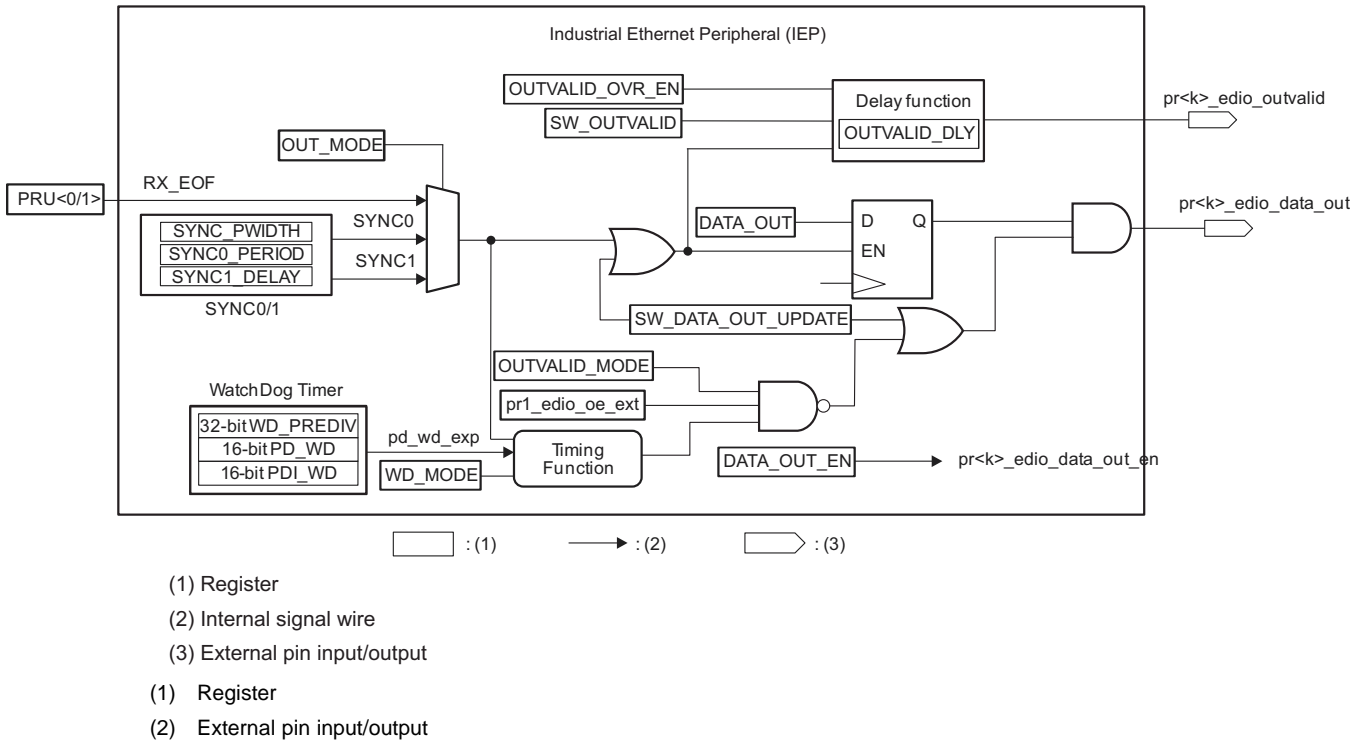 Industrial Ethernet Peripheral (IEP)
OUTVALID_OVR_EN
SW_OUTVALID
Delay function
OUTVALID_DLY
pr<k>_edio_outvalid
OUT_MODE
PRU<0/1>
RX_EOF
SYNC_PWIDTH
SYNC0_PERIOD
SYNC1_DELAY
SYNC0/1
SYNC0
SYNC1
DATA_OUT
D
Q
EN
pr<k>_edio_data_out
SW_DATA_OUT_UPDATE
OUTVALID_MODE
pr1_edio_oe_ext
WatchDog Timer
32-bit WD_PREDIV
16-bit PD_WD
16-bit PDI_WD
pd_wd_exp
WD_MODE
Timing
Function
DATA_OUT_EN
pr<k>_edio_data_out_en
: (1)
: (2)
: (3)
(1) Register
(2) Internal signal wire
(3) External pin input/output
(1) Register
(2) External pin input/output